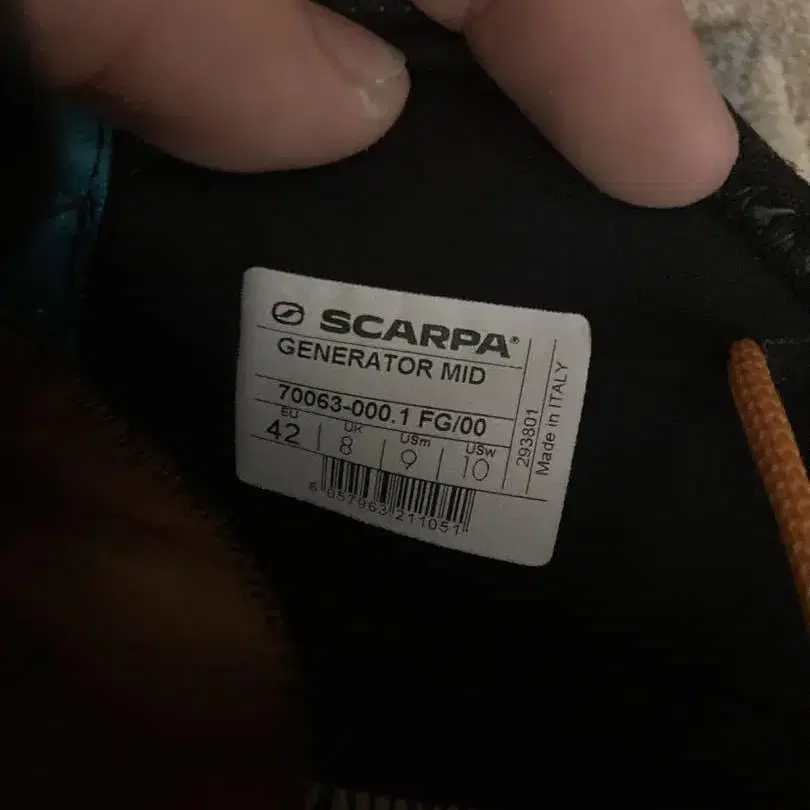 SCARPA®
GENERATOR MID
70063-000.1 FG/00
EU UK USm USw
42 8 9 10
8 057963 211051
293801
Made in ITALY